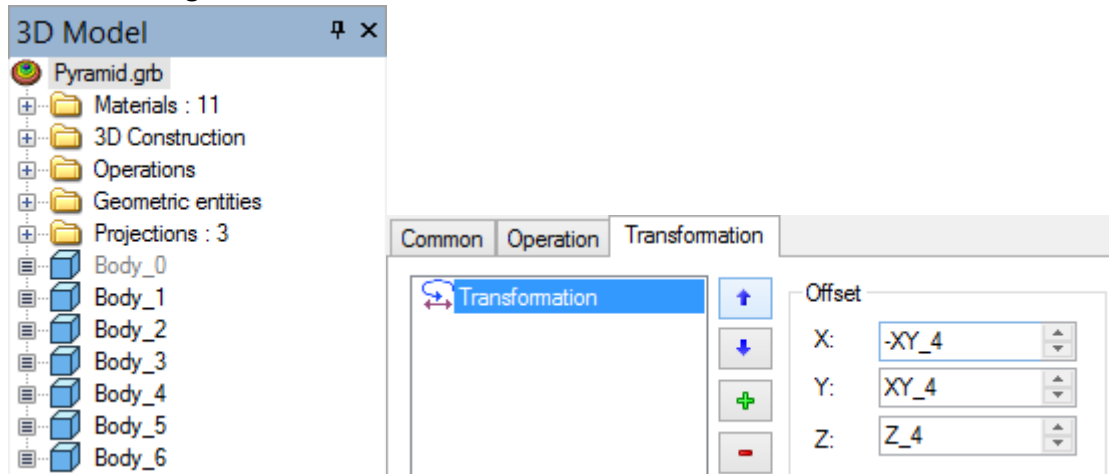 3D Model
Pyramid.grb
Materials : 11
3D Construction
Operations
Geometric entities
Projections : 3
Body_0
Body_1
Body_2
Body_3
Body_4
Body_5
Body_6
Common Operation Transformation
Transformation
Offset
X: -XY_4
Y: XY_4
Z: Z_4